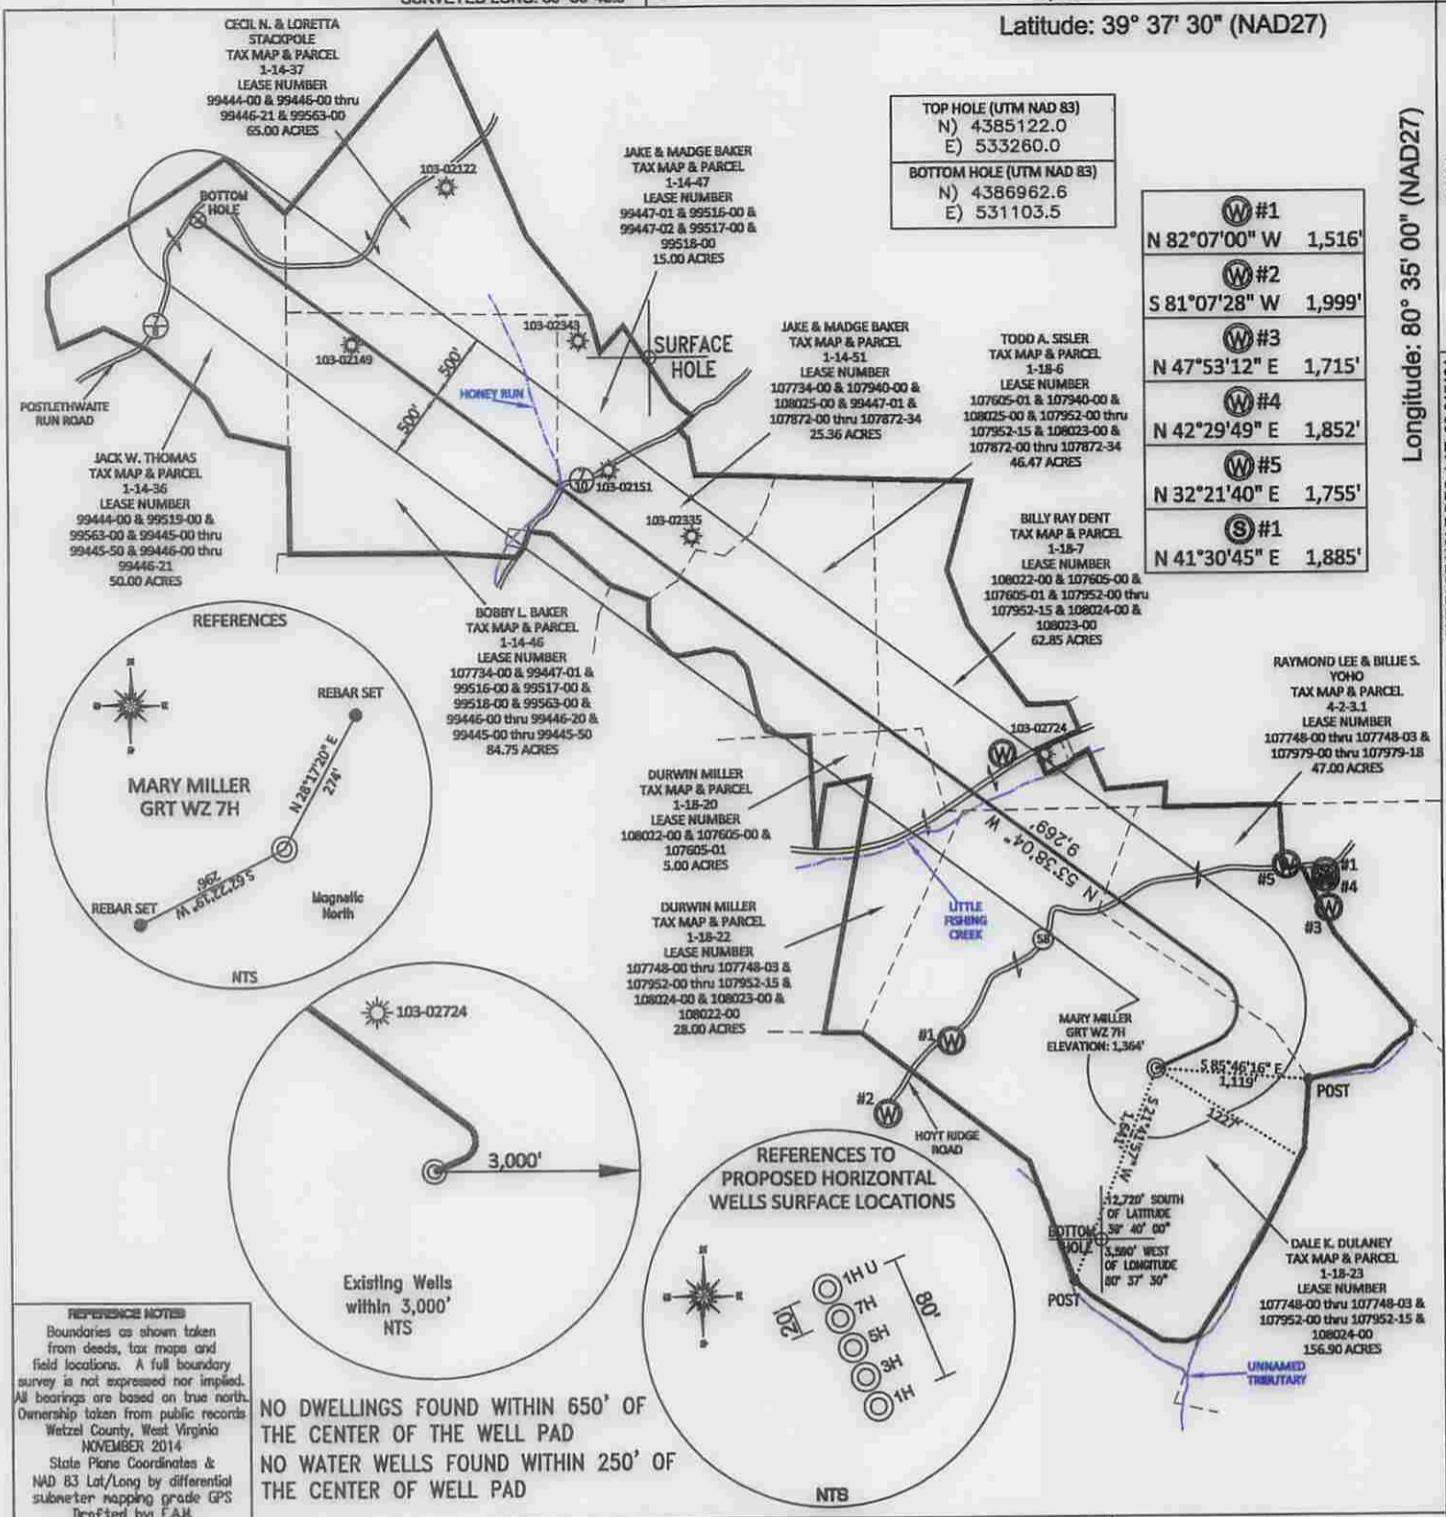 Latitude: 39° 37' 30" (NAD27)
Longitude: 80° 35' 00" (NAD27)
CECIL N. & LORETTA
STACKPOLE
TAX MAP & PARCEL
1-14-37
LEASE NUMBER
99444-00 & 99446-00 thru
99446-21 & 99563-00
65.00 ACRES
TOP HOLE (UTM NAD 83)
N) 4385122.0
E) 533260.0
BOTTOM HOLE (UTM NAD 83)
N) 4386962.6
E) 531103.5
W #1
N 82°07'00" W 1,516'
W #2
S 81°07'28" W 1,999'
W #3
N 47°53'12" E 1,715'
W #4
N 42°29'49" E 1,852'
W #5
N 32°21'40" E 1,755'
S #1
N 41°30'45" E 1,885'
JAKE & MADGE BAKER
TAX MAP & PARCEL
1-14-47
LEASE NUMBER
99447-01 & 99516-00 &
99447-02 & 99517-00 &
99518-00
15.00 ACRES
103-02122
BOTTOM
HOLE
103-02343
SURFACE
HOLE
103-02149
500'
500'
HONEY RUN
POSTLETHWAITE
RUN ROAD
JAKE & MADGE BAKER
TAX MAP & PARCEL
1-14-51
LEASE NUMBER
107734-00 & 107940-00 &
108025-00 & 99447-01 &
107872-00 thru 107872-34
25.36 ACRES
TODD A. SISLER
TAX MAP & PARCEL
1-18-6
LEASE NUMBER
107605-01 & 107940-00 &
108025-00 & 107952-00 thru
107952-15 & 108023-00 &
107872-00 thru 107872-34
46.47 ACRES
JACK W. THOMAS
TAX MAP & PARCEL
1-14-36
LEASE NUMBER
99444-00 & 99519-00 &
99563-00 & 99445-00 thru
99445-50 & 99446-00 thru
99446-21
50.00 ACRES
7
10
103-02151
103-02335
BILLY RAY DENT
TAX MAP & PARCEL
1-18-7
LEASE NUMBER
108022-00 & 107605-00 &
107605-01 & 107952-00 thru
107952-15 & 108024-00 &
108023-00
62.85 ACRES
BOBBY L. BAKER
TAX MAP & PARCEL
1-14-46
LEASE NUMBER
107734-00 & 99447-01 &
99516-00 & 99517-00 &
99518-00 & 99563-00 &
99446-00 thru 99446-20 &
99445-00 thru 99445-50
84.75 ACRES
RAYMOND LEE & BILLIE S.
YOHO
TAX MAP & PARCEL
4-2-3.1
LEASE NUMBER
107748-00 thru 107748-03 &
107979-00 thru 107979-18
47.00 ACRES
REFERENCES
REBAR SET
MARY MILLER
GRT WZ 7H
N 28°17'20" E
274'
S 62°22'19" W
296'
REBAR SET
Magnetic
North
NTS
103-02724
W
DURWIN MILLER
TAX MAP & PARCEL
1-18-20
LEASE NUMBER
108022-00 & 107605-00 &
107605-01
5.00 ACRES
N 53°38'04" W
9,269'
LITTLE
FISHING
CREEK
58
W #5
#1
#4
W #3
DURWIN MILLER
TAX MAP & PARCEL
1-18-22
LEASE NUMBER
107748-00 thru 107748-03 &
107952-00 thru 107952-15 &
108024-00 & 108023-00 &
108022-00
28.00 ACRES
103-02724
3,000'
Existing Wells
within 3,000'
NTS
#1 W
#2 W
HOYT RIDGE
ROAD
MARY MILLER
GRT WZ 7H
ELEVATION: 1,364'
S 85°46'16" E
1,119'
POST
1227'
S 21°41'57" W
1,641'
12,720' SOUTH
OF LATITUDE
39° 40' 00"
BOTTOM
HOLE
3,590' WEST
OF LONGITUDE
80° 37' 30"
POST
DALE K. DULANEY
TAX MAP & PARCEL
1-18-23
LEASE NUMBER
107748-00 thru 107748-03 &
107952-00 thru 107952-15 &
108024-00
156.90 ACRES
UNNAMED
TRIBUTARY
REFERENCES TO
PROPOSED HORIZONTAL
WELLS SURFACE LOCATIONS
1H U
7H
5H
3H
1H
20'
80'
NTS
REFERENCE NOTES
Boundaries as shown taken
from deeds, tax maps and
field locations. A full boundary
survey is not expressed nor implied.
All bearings are based on true north.
Ownership taken from public records
Wetzel County, West Virginia
NOVEMBER 2014
State Plane Coordinates &
NAD 83 Lat/Long by differential
submeter mapping grade GPS
Drafted by F.A.H.
NO DWELLINGS FOUND WITHIN 650' OF
THE CENTER OF THE WELL PAD
NO WATER WELLS FOUND WITHIN 250' OF
THE CENTER OF WELL PAD